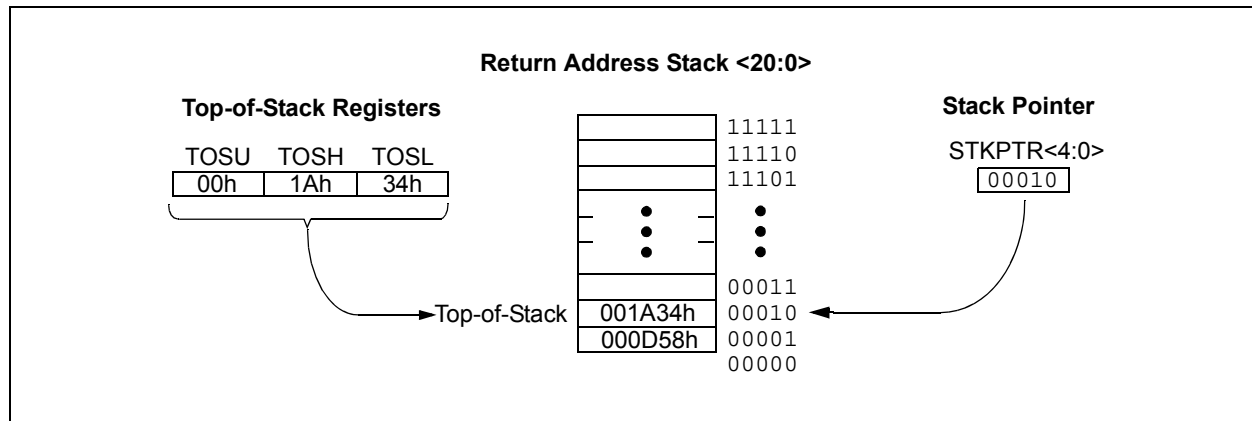 Return Address Stack <20:0>
Top-of-Stack Registers
Stack Pointer
TOSU TOSH TOSL
STKPTR<4:0>
00h 1Ah 34h
00010
11111
11110
11101
00011
Top-of-Stack 001A34h 00010
000D58h 00001
00000